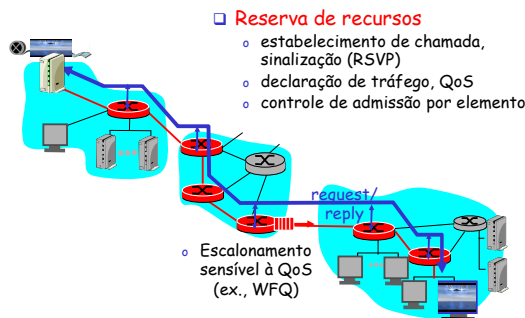 Reserva de recursos
estabelecimento de chamada,
sinalização (RSVP)
declaração de tráfego, QoS
controle de admissão por elemento
request/
reply
Escalonamento
sensível à QoS
(ex., WFQ)